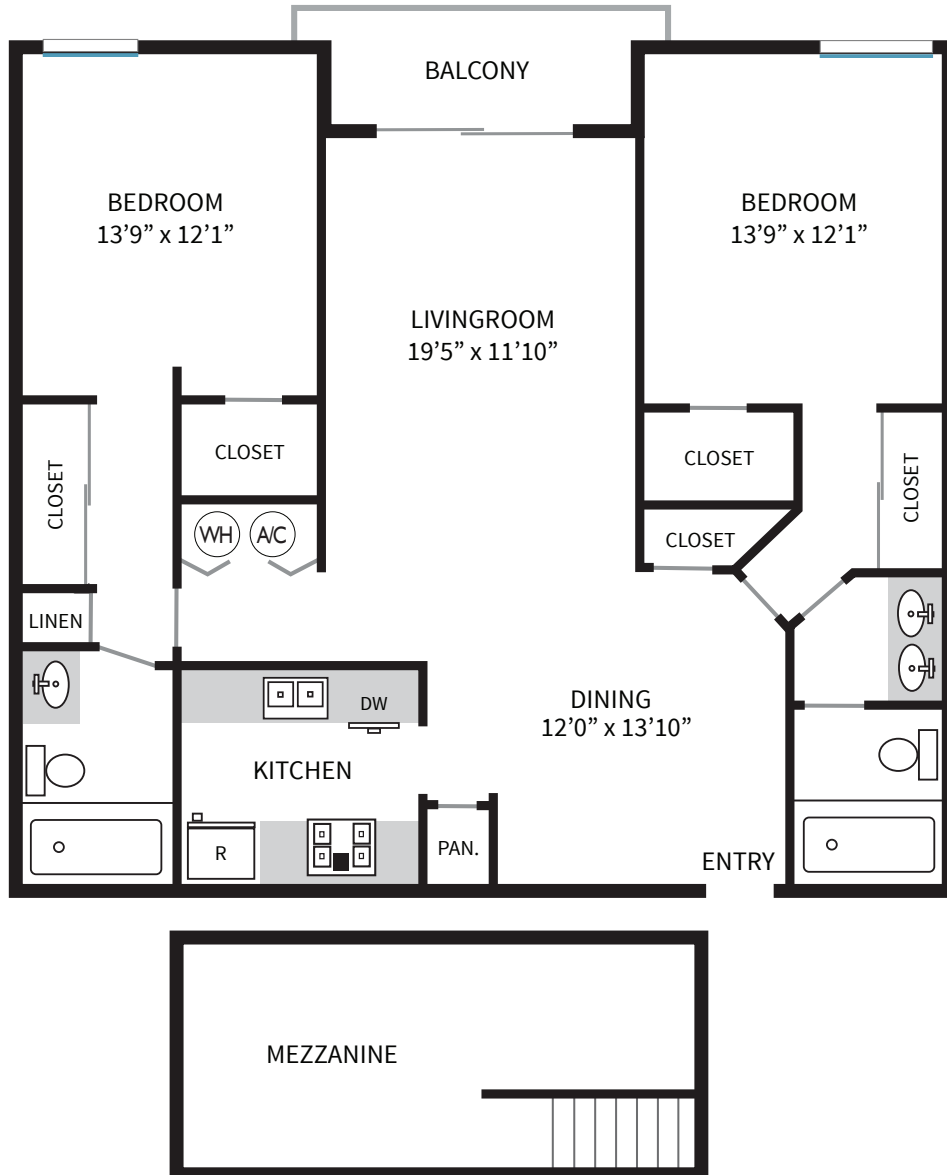 BALCONY
BEDROOM
13’9” x 12’1”
BEDROOM
13’9” x 12’1”
LIVINGROOM
19’5” x 11’10”
CLOSET
CLOSET
CLOSET
CLOSET
WH
A/C
CLOSET
LINEN
DW
DINING
12’0” x 13’10”
KITCHEN
R
PAN.
ENTRY
MEZZANINE